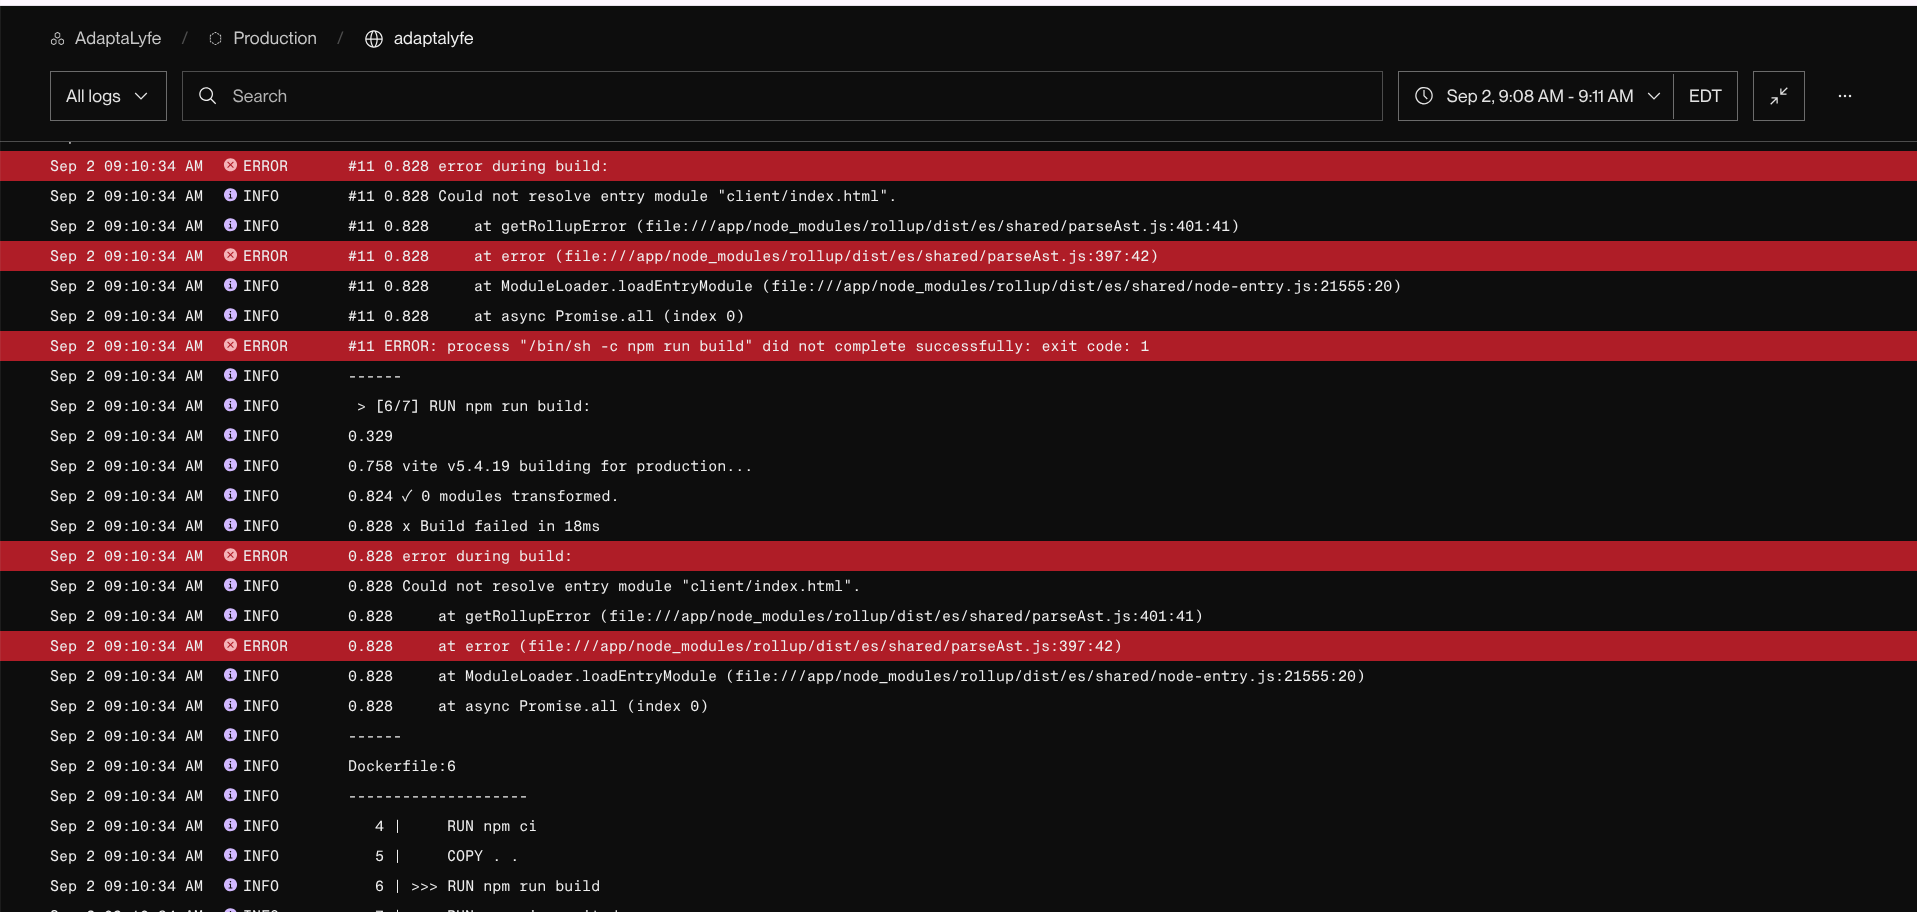 AdaptaLyfe / Production / adaptalyfe
All logs Search Sep 2, 9:08 AM - 9:11 AM EDT ...
Sep 2 09:10:34 AM ERROR #11 0.828 error during build:
Sep 2 09:10:34 AM INFO #11 0.828 Could not resolve entry module "client/index.html".
Sep 2 09:10:34 AM INFO #11 0.828     at getRollupError (file:///app/node_modules/rollup/dist/es/shared/parseAst.js:401:41)
Sep 2 09:10:34 AM ERROR #11 0.828     at error (file:///app/node_modules/rollup/dist/es/shared/parseAst.js:397:42)
Sep 2 09:10:34 AM INFO #11 0.828     at ModuleLoader.loadEntryModule (file:///app/node_modules/rollup/dist/es/shared/node-entry.js:21555:20)
Sep 2 09:10:34 AM INFO #11 0.828     at async Promise.all (index 0)
Sep 2 09:10:34 AM ERROR #11 ERROR: process "/bin/sh -c npm run build" did not complete successfully: exit code: 1
Sep 2 09:10:34 AM INFO ------
Sep 2 09:10:34 AM INFO  > [6/7] RUN npm run build:
Sep 2 09:10:34 AM INFO 0.329
Sep 2 09:10:34 AM INFO 0.758 vite v5.4.19 building for production...
Sep 2 09:10:34 AM INFO 0.824 ✓ 0 modules transformed.
Sep 2 09:10:34 AM INFO 0.828 x Build failed in 18ms
Sep 2 09:10:34 AM ERROR 0.828 error during build:
Sep 2 09:10:34 AM INFO 0.828 Could not resolve entry module "client/index.html".
Sep 2 09:10:34 AM INFO 0.828     at getRollupError (file:///app/node_modules/rollup/dist/es/shared/parseAst.js:401:41)
Sep 2 09:10:34 AM ERROR 0.828     at error (file:///app/node_modules/rollup/dist/es/shared/parseAst.js:397:42)
Sep 2 09:10:34 AM INFO 0.828     at ModuleLoader.loadEntryModule (file:///app/node_modules/rollup/dist/es/shared/node-entry.js:21555:20)
Sep 2 09:10:34 AM INFO 0.828     at async Promise.all (index 0)
Sep 2 09:10:34 AM INFO ------
Sep 2 09:10:34 AM INFO Dockerfile:6
Sep 2 09:10:34 AM INFO --------------------
Sep 2 09:10:34 AM INFO    4 |     RUN npm ci
Sep 2 09:10:34 AM INFO    5 |     COPY . .
Sep 2 09:10:34 AM INFO    6 | >>> RUN npm run build